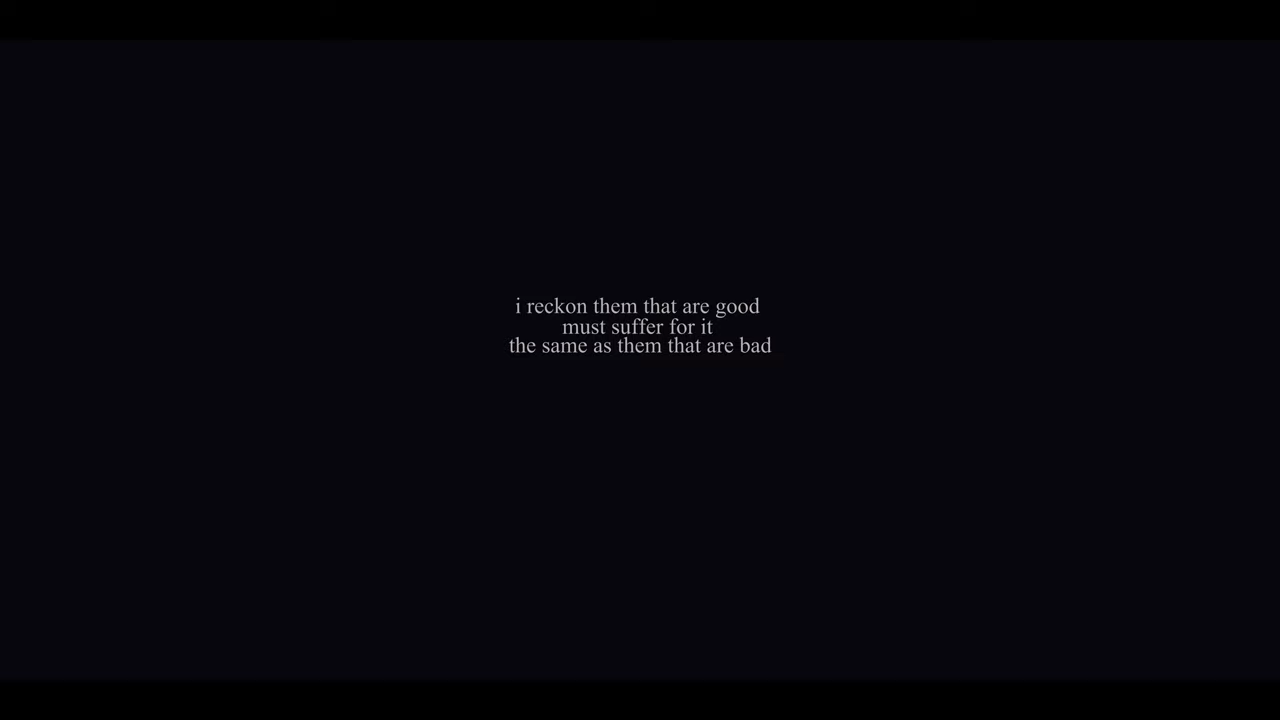 i reckon them that are good
must suffer for it
the same as them that are bad